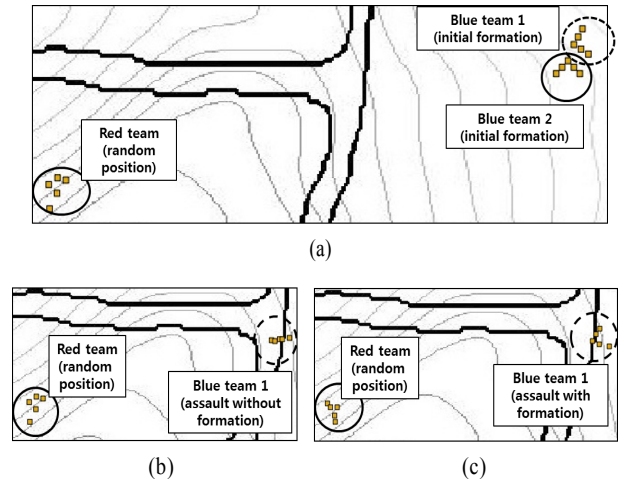 Blue team 1
(initial formation)
Blue team 2
(initial formation)
Red team
(random
position)
(a)
Red team
(random
position)
Blue team 1
(assault without
formation)
(b)
Red team
(random
position)
Blue team 1
(assault with
formation)
(c)